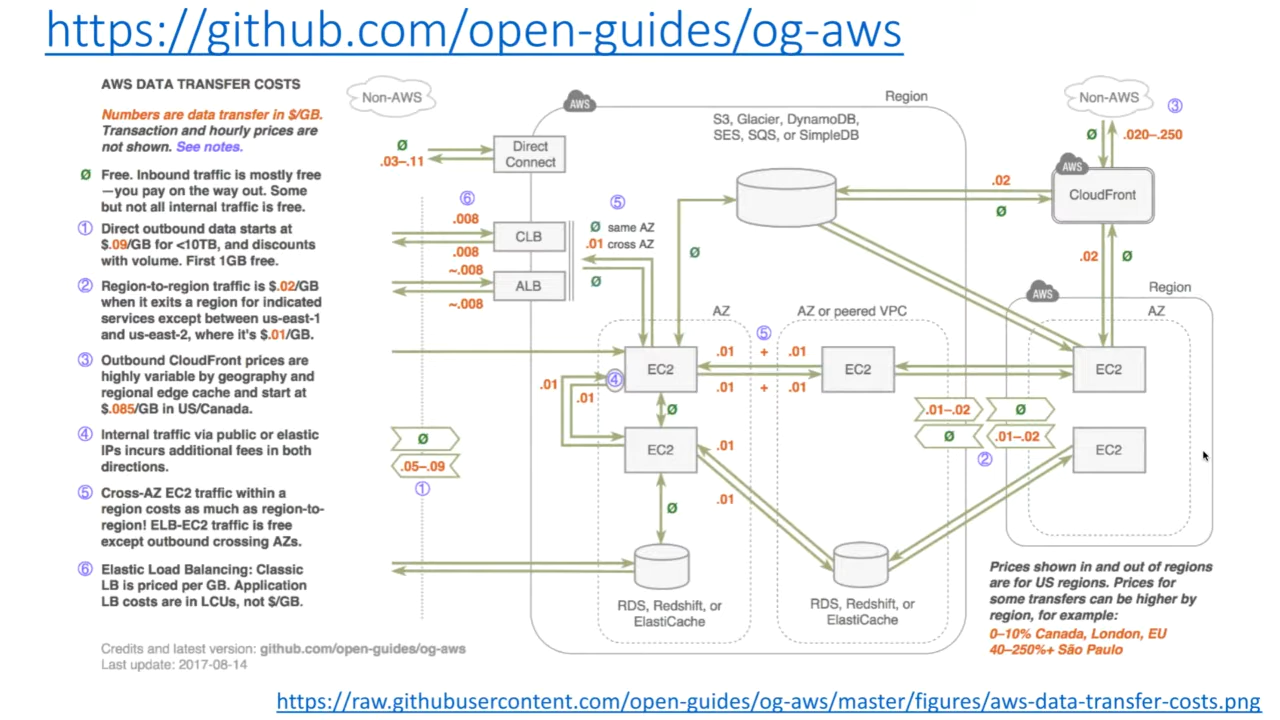 https://github.com/open-guides/og-aws
AWS DATA TRANSFER COSTS
Numbers are data transfer in $/GB.
Transaction and hourly prices are
not shown. See notes.
Ø Free. Inbound traffic is mostly free
—you pay on the way out. Some
but not all internal traffic is free.
① Direct outbound data starts at
$.09/GB for <10TB, and discounts
with volume. First 1GB free.
② Region-to-region traffic is $.02/GB
when it exits a region for indicated
services except between us-east-1
and us-east-2, where it's $.01/GB.
③ Outbound CloudFront prices are
highly variable by geography and
regional edge cache and start at
$.085/GB in US/Canada.
④ Internal traffic via public or elastic
IPs incurs additional fees in both
directions.
⑤ Cross-AZ EC2 traffic within a
region costs as much as region-to-
region! ELB-EC2 traffic is free
except outbound crossing AZs.
⑥ Elastic Load Balancing: Classic
LB is priced per GB. Application
LB costs are in LCUs, not $/GB.
Credits and latest version: github.com/open-guides/og-aws
Last update: 2017-08-14
Non-AWS
AWS
Region
Non-AWS
③
S3, Glacier, DynamoDB,
SES, SQS, or SimpleDB
Ø
.03–.11
Direct
Connect
Ø
.020–.250
AWS
CloudFront
.02
Ø
⑥
.008
CLB
.008
~.008
ALB
~.008
⑤
Ø same AZ
.01 cross AZ
Ø
Ø
.02
Ø
AWS
Region
AZ
AZ or peered VPC
AZ
⑤
EC2
.01 + .01
EC2
EC2
.01 + .01
④
.01
.01
Ø
.01–.02
Ø
Ø
.01–.02
②
Ø
.05–.09
①
EC2
.01
EC2
.01
Ø
RDS, Redshift, or
ElastiCache
RDS, Redshift, or
ElastiCache
Prices shown in and out of regions
are for US regions. Prices for
some transfers can be higher by
region, for example:
0–10% Canada, London, EU
40–250%+ São Paulo
https://raw.githubusercontent.com/open-guides/og-aws/master/figures/aws-data-transfer-costs.png